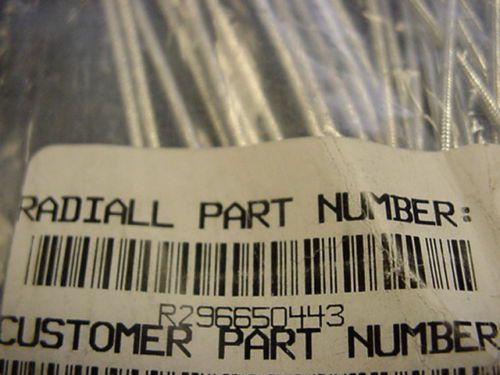 RADIALL PART NUMBER:
R296650443
CUSTOMER PART NUMBER